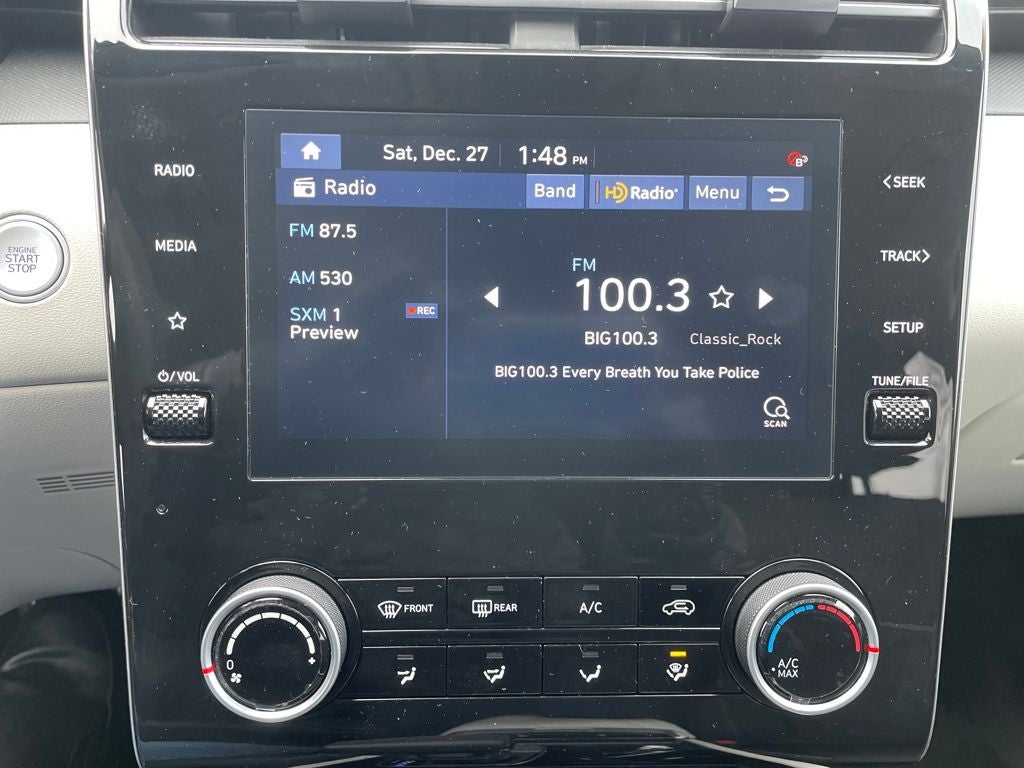 Sat, Dec. 27 1:48 PM
B
RADIO
Radio
Band
HD Radio®
Menu
<SEEK
MEDIA
ENGINE
START
STOP
FM 87.5
AM 530
SXM 1
Preview
REC
FM
100.3
BIG100.3 Classic_Rock
BIG100.3 Every Breath You Take Police
SCAN
TRACK>
SETUP
/VOL
TUNE/FILE
0
+
FRONT
REAR
A/C
A/C
MAX